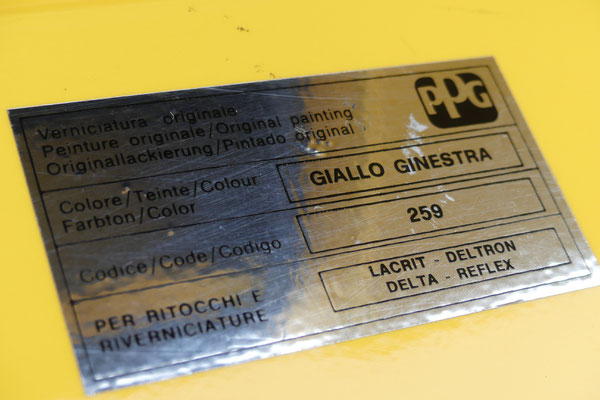 PPG
Verniciatura originale
Peinture originale/Original painting
Originallackierung/Pintado original
Colore/Teinte/Colour
Farbton/Color
GIALLO GINESTRA
Codice/Code/Codigo
259
PER RITOCCHI E
RIVERNICIATURE
LACRIT - DELTRON
DELTA - REFLEX